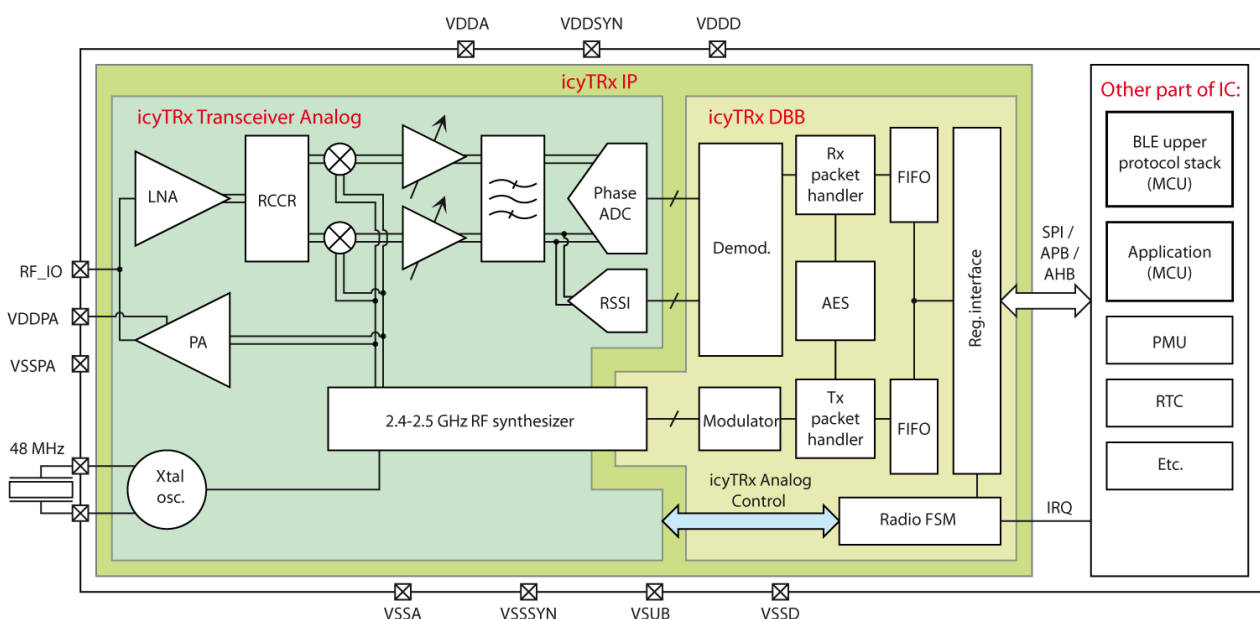 VDDA
VDDSYN
VDDD
icyTRx IP
icyTRx Transceiver Analog
icyTRx DBB
Other part of IC:
LNA
RCCR
Phase
ADC
RSSI
PA
RF_IO
VDDPA
VSSPA
48 MHz
Xtal
osc.
2.4-2.5 GHz RF synthesizer
Demod.
Modulator
Rx
packet
handler
AES
Tx
packet
handler
FIFO
FIFO
Reg. interface
icyTRx Analog
Control
Radio FSM
SPI /
APB /
AHB
IRQ
BLE upper
protocol stack
(MCU)
Application
(MCU)
PMU
RTC
Etc.
VSSA
VSSSYN
VSUB
VSSD